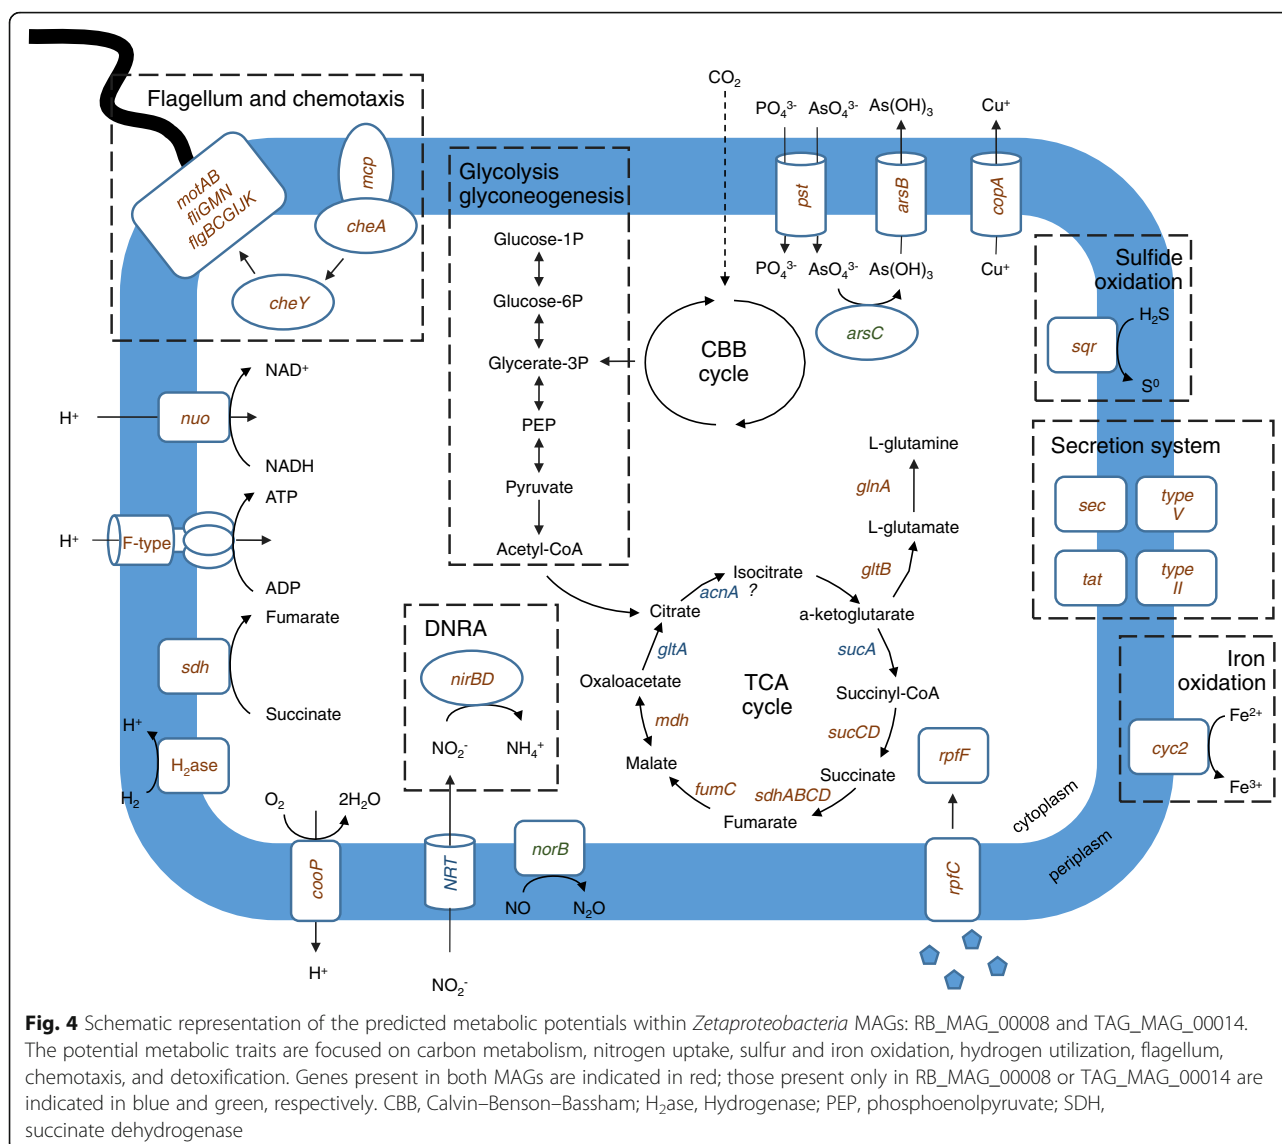 CO2
Flagellum and chemotaxis
PO4 3- AsO4 3- As(OH)3 Cu+
motAB
fliGMN
flgBCGIJK
mcp
cheA
cheY
Glycolysis
glyconeogenesis
Glucose-1P
Glucose-6P
Glycerate-3P
PEP
Pyruvate
Acetyl-CoA
CBB
cycle
pst
arsB
copA
PO4 3- AsO4 3- As(OH)3 Cu+
arsC
Sulfide
oxidation
H2S
sqr
S0
NAD+
H+
nuo
NADH
ATP
H+
F-type
ADP
Fumarate
sdh
Succinate
H+
H2ase
H2
L-glutamine
glnA
L-glutamate
gltB
Secretion system
sec
type
V
tat
type
II
Isocitrate
?
acnA
Citrate
a-ketoglutarate
gltA
sucA
Oxaloacetate
TCA
cycle
Succinyl-CoA
mdh
sucCD
Malate
Succinate
fumC
sdhABCD
Fumarate
DNRA
nirBD
NO2-
NH4+
Iron
oxidation
Fe2+
cyc2
Fe3+
rpfF
cytoplasm
periplasm
O2
2H2O
cooP
H+
NRT
NO2-
norB
NO
N2O
rpfC
Fig. 4 Schematic representation of the predicted metabolic potentials within Zetaproteobacteria MAGs: RB_MAG_00008 and TAG_MAG_00014.
The potential metabolic traits are focused on carbon metabolism, nitrogen uptake, sulfur and iron oxidation, hydrogen utilization, flagellum,
chemotaxis, and detoxification. Genes present in both MAGs are indicated in red; those present only in RB_MAG_00008 or TAG_MAG_00014 are
indicated in blue and green, respectively. CBB, Calvin–Benson–Bassham; H2ase, Hydrogenase; PEP, phosphoenolpyruvate; SDH,
succinate dehydrogenase